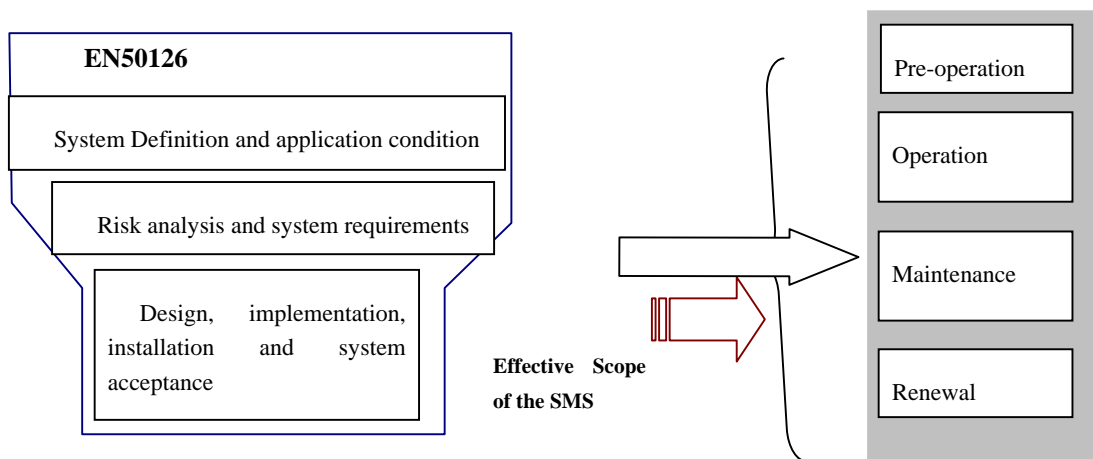 EN50126
System Definition and application condition
Risk analysis and system requirements
Design, implementation,
installation and system
acceptance
Effective Scope
of the SMS
Pre-operation
Operation
Maintenance
Renewal